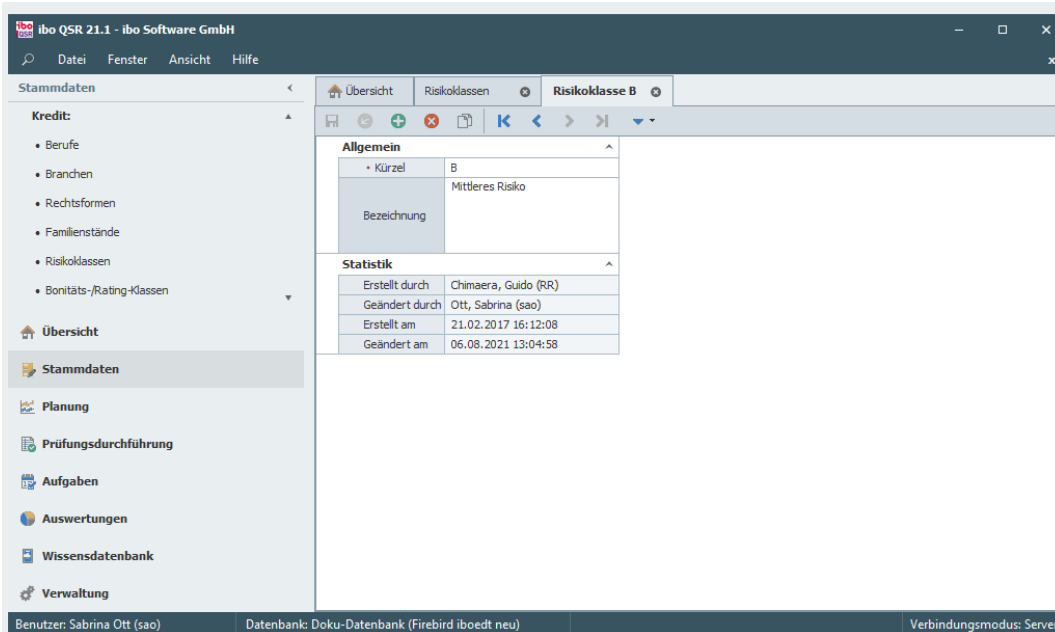 ibo QSR 21.1 - ibo Software GmbH
Datei Fenster Ansicht Hilfe
Stammdaten
Kredit:
• Berufe
• Branchen
• Rechtsformen
• Familienstände
• Risikoklassen
• Bonitäts-/Rating-Klassen
Übersicht
Stammdaten
Planung
Prüfungsdurchführung
Aufgaben
Auswertungen
Wissensdatenbank
Verwaltung
Übersicht Risikoklassen Risikoklasse B
Allgemein
• Kürzel B
Bezeichnung Mittleres Risiko
Statistik
Erstellt durch Chimaera, Guido (RR)
Geändert durch Ott, Sabrina (sao)
Erstellt am 21.02.2017 16:12:08
Geändert am 06.08.2021 13:04:58
Benutzer: Sabrina Ott (sao) Datenbank: Doku-Datenbank (Firebird iboedt neu) Verbindungsmodus: Server